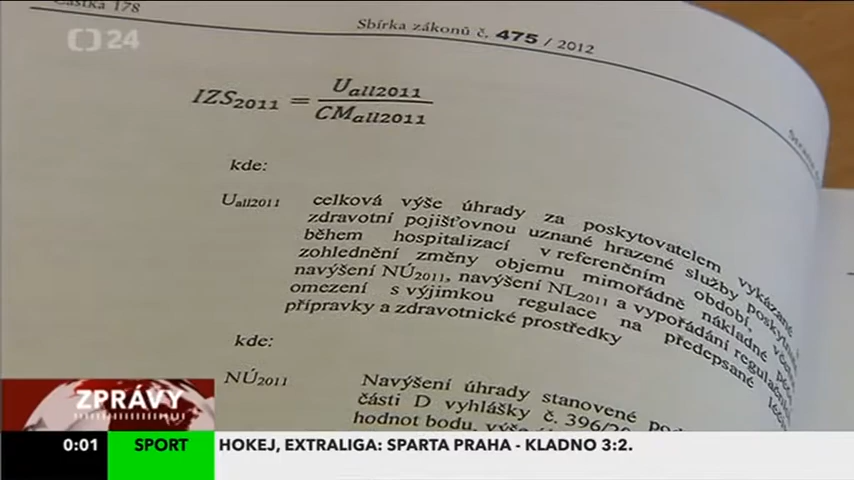 Částka 178
Sbírka zákonů č. 475 / 2012
ČT24
IZS2011 = Uall2011 / CMall2011
kde:
Uall2011 celková výše úhrady za poskytovatelem vykázané
zdravotní pojišťovnou uznané hrazené služby
během hospitalizací v referenčním období,
zohlednění změny objemu mimořádně nákladné
navýšení NÚ2011, navýšení NL2011 a vypořádání
omezení s výjimkou regulace na předepsané
přípravky a zdravotnické prostředky
kde:
NÚ2011 Navýšení úhrady stanovené
části D vyhlášky č. 396/20
hodnot bodu,
ZPRÁVY
0:01 SPORT HOKEJ, EXTRALIGA: SPARTA PRAHA - KLADNO 3:2.